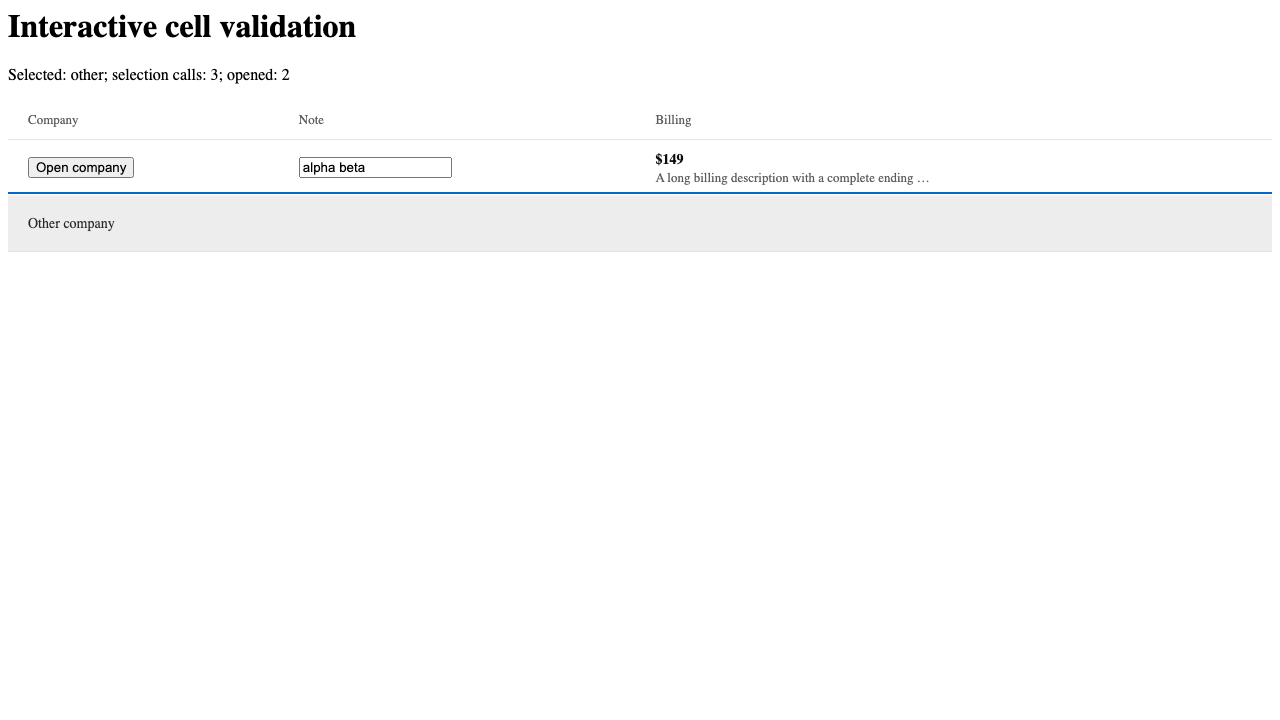 Interactive cell validation
Selected: other; selection calls: 3; opened: 2
Company Note Billing
Open company alpha beta $149
A long billing description with a complete ending …
Other company